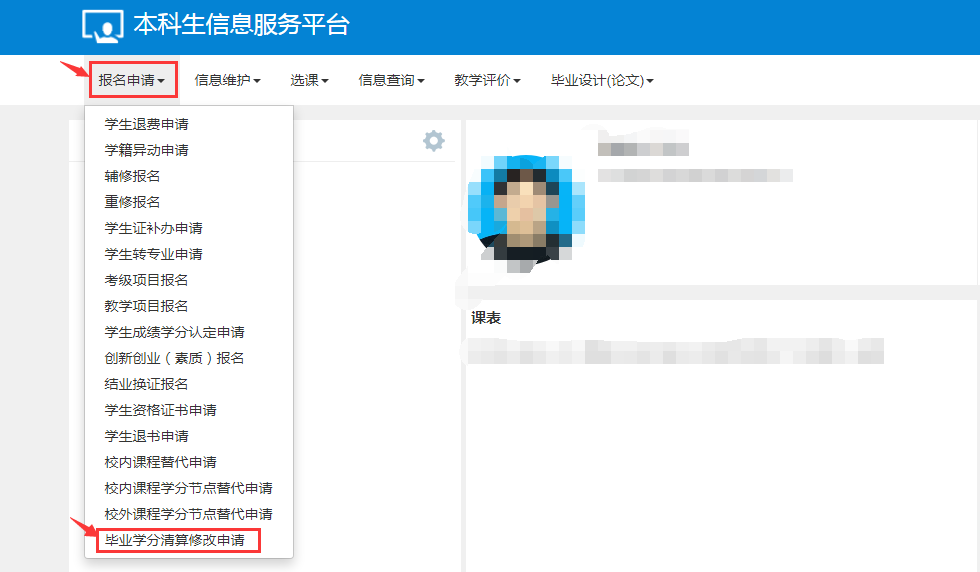 本科生信息服务平台
报名申请 信息维护 选课 信息查询 教学评价 毕业设计(论文)
学生退费申请
学籍异动申请
辅修报名
重修报名
学生证补办申请
学生转专业申请
考级项目报名
教学项目报名
学生成绩学分认定申请
创新创业（素质）报名
结业换证报名
学生资格证书申请
学生退书申请
校内课程替代申请
校内课程学分节点替代申请
校外课程学分节点替代申请
毕业学分清算修改申请
课表